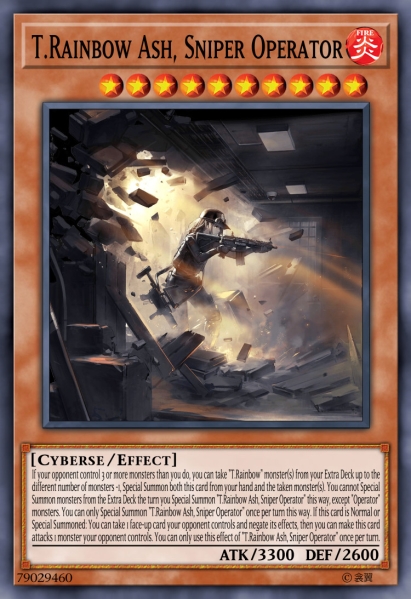 T.Rainbow Ash, Sniper Operator
FIRE
炎
[Cyberse/Effect]
If your opponent control 3 or more monsters than you do, you can take "T.Rainbow" monster(s) from your Extra Deck up to the
different number of monsters -1, Special Summon both this card from your hand and the taken monster(s). You cannot Special
Summon monsters from the Extra Deck the turn you Special Summon "T.Rainbow Ash, Sniper Operator" this way, except "Operator"
monsters. You can only Special Summon "T.Rainbow Ash, Sniper Operator" once per turn this way. If this card is Normal or
Special Summoned: You can take 1 face-up card your opponent controls and negate its effects, then you can make this card
attacks 1 monster your opponent controls. You can only use this effect of "T.Rainbow Ash, Sniper Operator" once per turn.
ATK/3300 DEF/2600
79029460
© 含翼